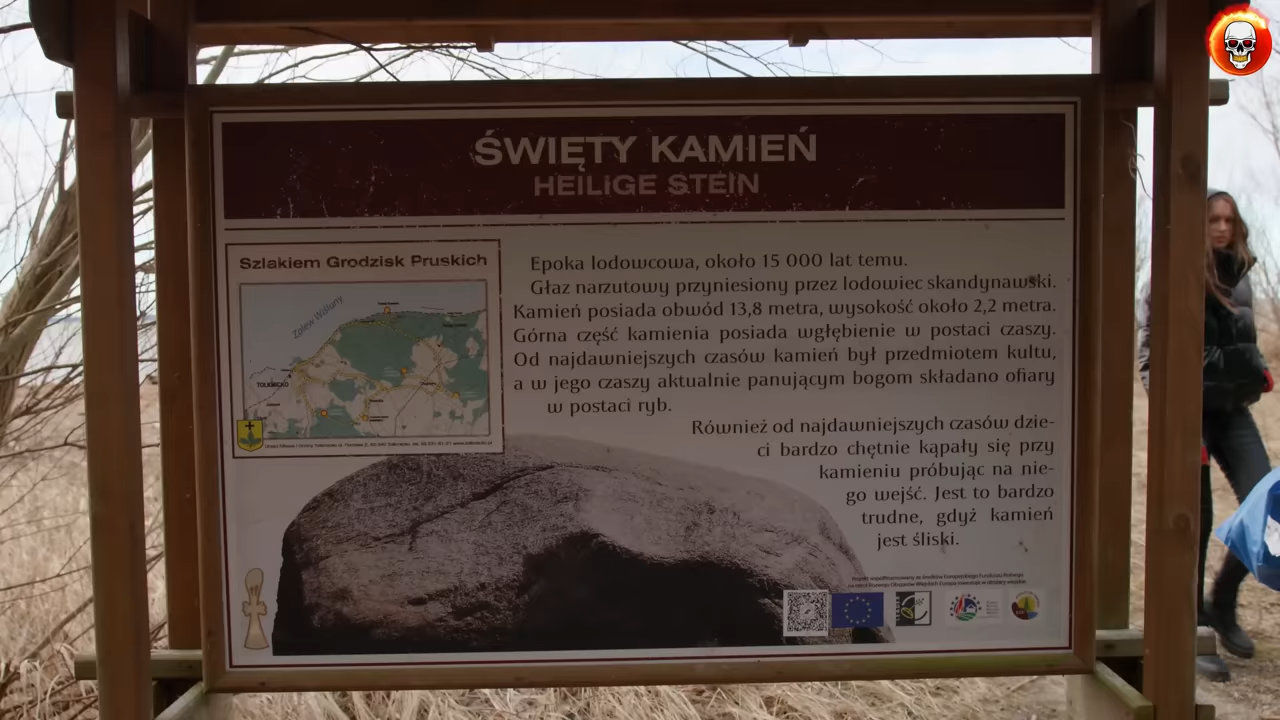 ŚWIĘTY KAMIEŃ
HEILIGE STEIN
Szlakiem Grodzisk Pruskich
Zalew Wiślany
TOLKMICKO
Epoka lodowcowa, około 15 000 lat temu.
Głaz narzutowy przyniesiony przez lodowiec skandynawski.
Kamień posiada obwód 13,8 metra, wysokość około 2,2 metra.
Górna część kamienia posiada wgłębienie w postaci czaszy.
Od najdawniejszych czasów kamień był przedmiotem kultu,
a w jego czaszy aktualnie panującym bogom składano ofiary
w postaci ryb.
Również od najdawniejszych czasów dzie-
ci bardzo chętnie kąpały się przy
kamieniu próbując na nie-
go wejść. Jest to bardzo
trudne, gdyż kamień
jest śliski.